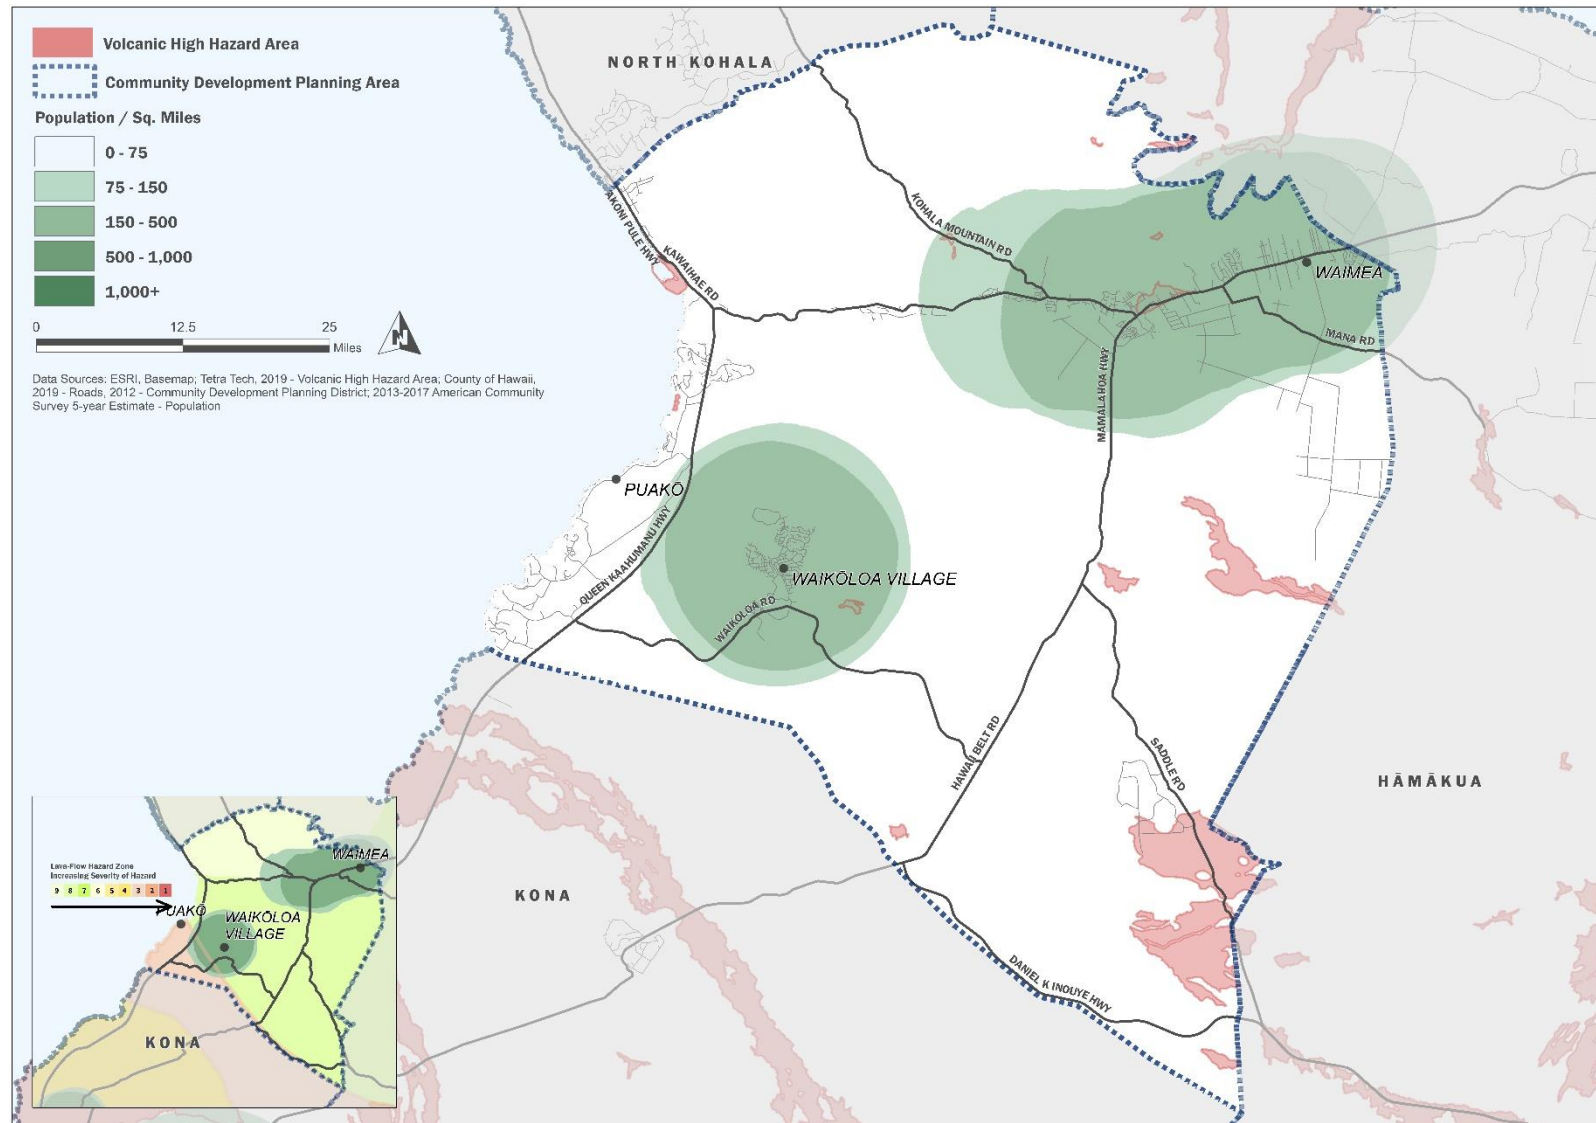 Volcanic High Hazard Area
Community Development Planning Area
Population / Sq. Miles
0 - 75
75 - 150
150 - 500
500 - 1,000
1,000+
0 12.5 25
Miles
N
Data Sources: ESRI, Basemap; Tetra Tech, 2019 - Volcanic High Hazard Area; County of Hawaii,
2019 - Roads, 2012 - Community Development Planning District; 2013-2017 American Community
Survey 5-year Estimate - Population
NORTH KOHALA
AKONI PULE HWY
KAWAIHAE RD
KOHALA MOUNTAIN RD
WAIMEA
MANA RD
MAMALAHOA HWY
PUAKŌ
QUEEN KAAHUMANU HWY
WAIKŌLOA VILLAGE
WAIKOLOA RD
HAWAII BELT RD
SADDLE RD
HĀMĀKUA
KONA
DANIEL K INOUYE HWY
Lava-Flow Hazard Zone
Increasing Severity of Hazard
9 8 7 6 5 4 3 2 1
WAIMEA
PUAKŌ
WAIKŌLOA
VILLAGE
KONA